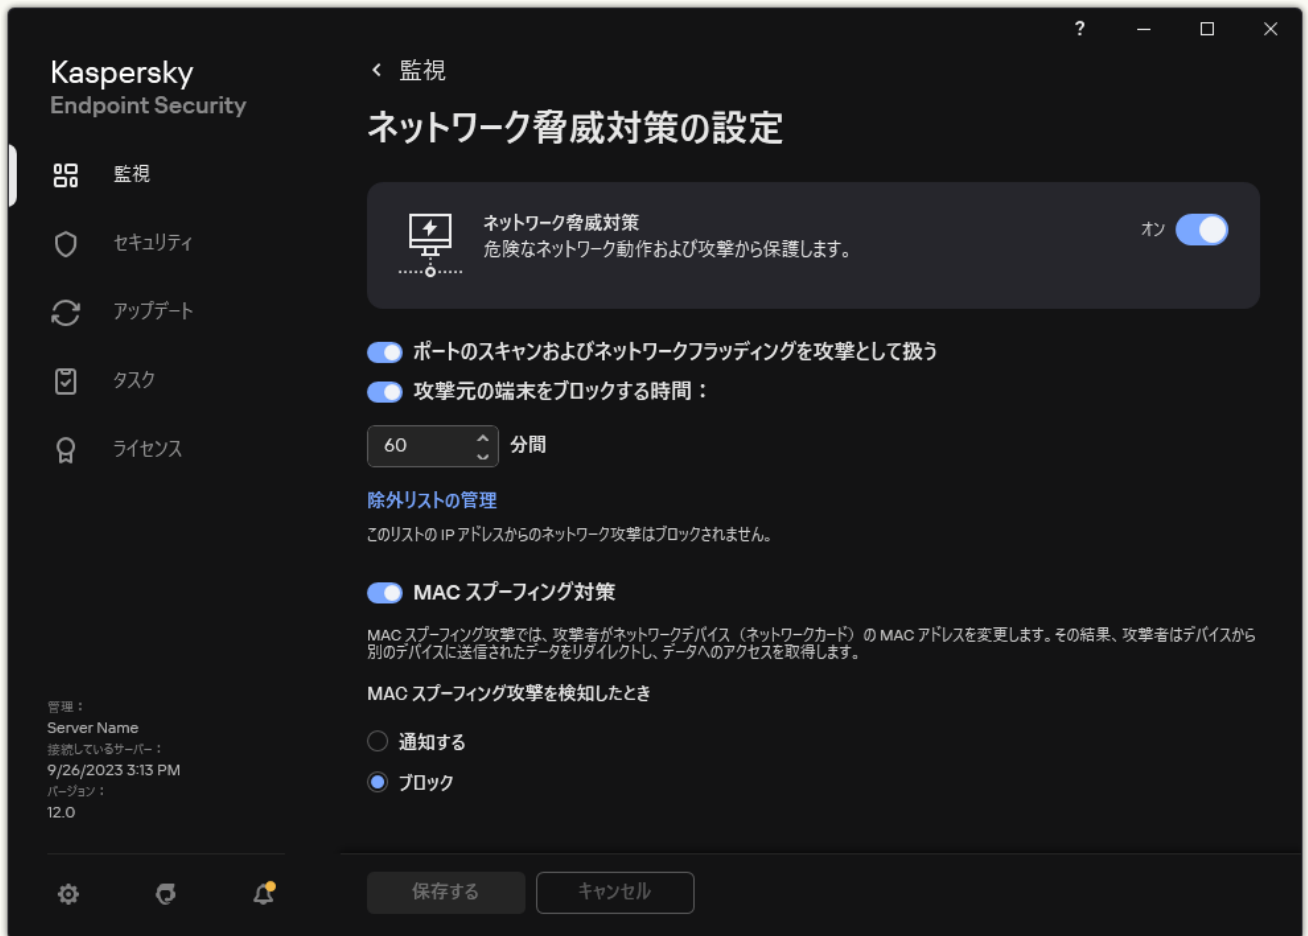 ?
Kaspersky
Endpoint Security
監視
セキュリティ
アップデート
タスク
ライセンス
管理：
Server Name
接続しているサーバー：
9/26/2023 3:13 PM
バージョン：
12.0
監視
ネットワーク脅威対策の設定
ネットワーク脅威対策
危険なネットワーク動作および攻撃から保護します。
オン
ポートのスキャンおよびネットワークフラッディングを攻撃として扱う
攻撃元の端末をブロックする時間：
60 分間
除外リストの管理
このリストの IP アドレスからのネットワーク攻撃はブロックされません。
MAC スプーフィング対策
MAC スプーフィング攻撃では、攻撃者がネットワークデバイス（ネットワークカード）の MAC アドレスを変更します。その結果、攻撃者はデバイスから
別のデバイスに送信されたデータをリダイレクトし、データへのアクセスを取得します。
MAC スプーフィング攻撃を検知したとき
通知する
ブロック
保存する
キャンセル